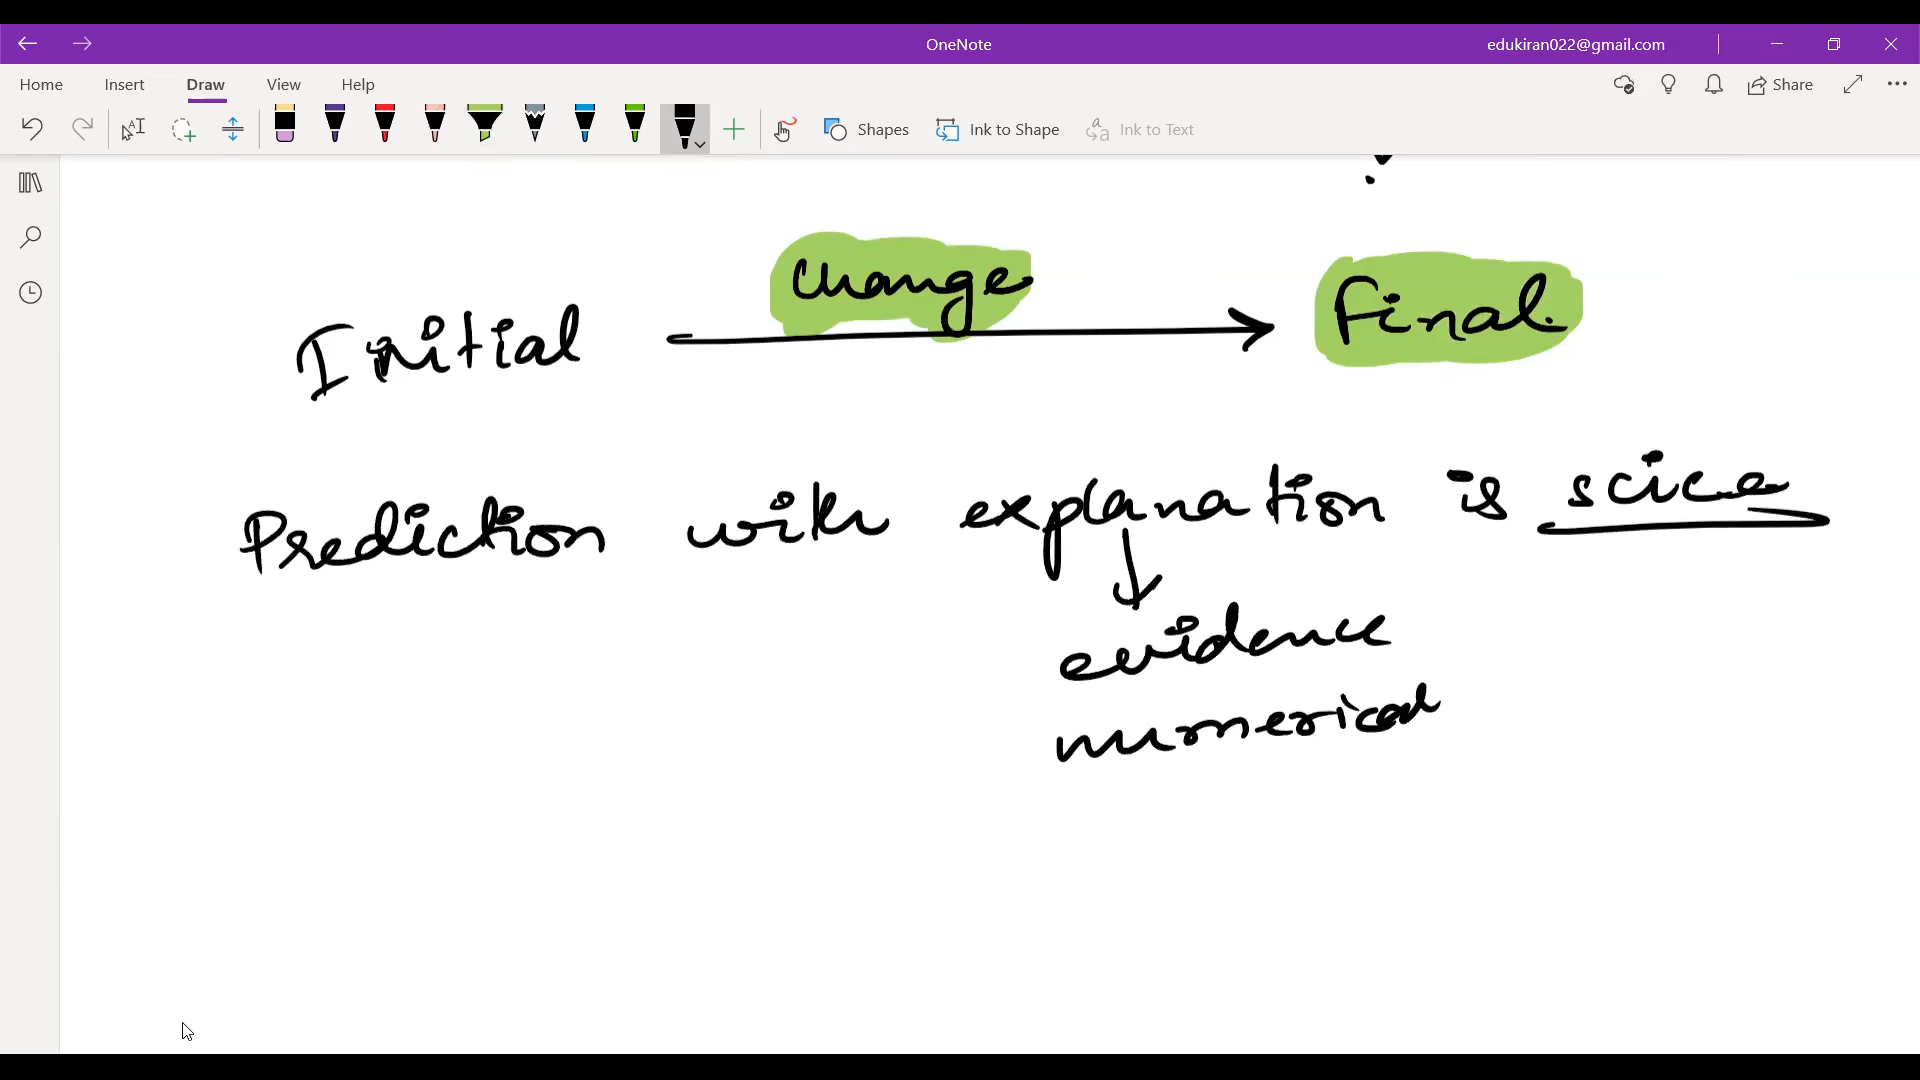 OneNote
edukiran022@gmail.com
Home Insert Draw View Help
Share
Shapes Ink to Shape Ink to Text
change
Initial
final.
Prediction with explanation is scice
evidence
numerical